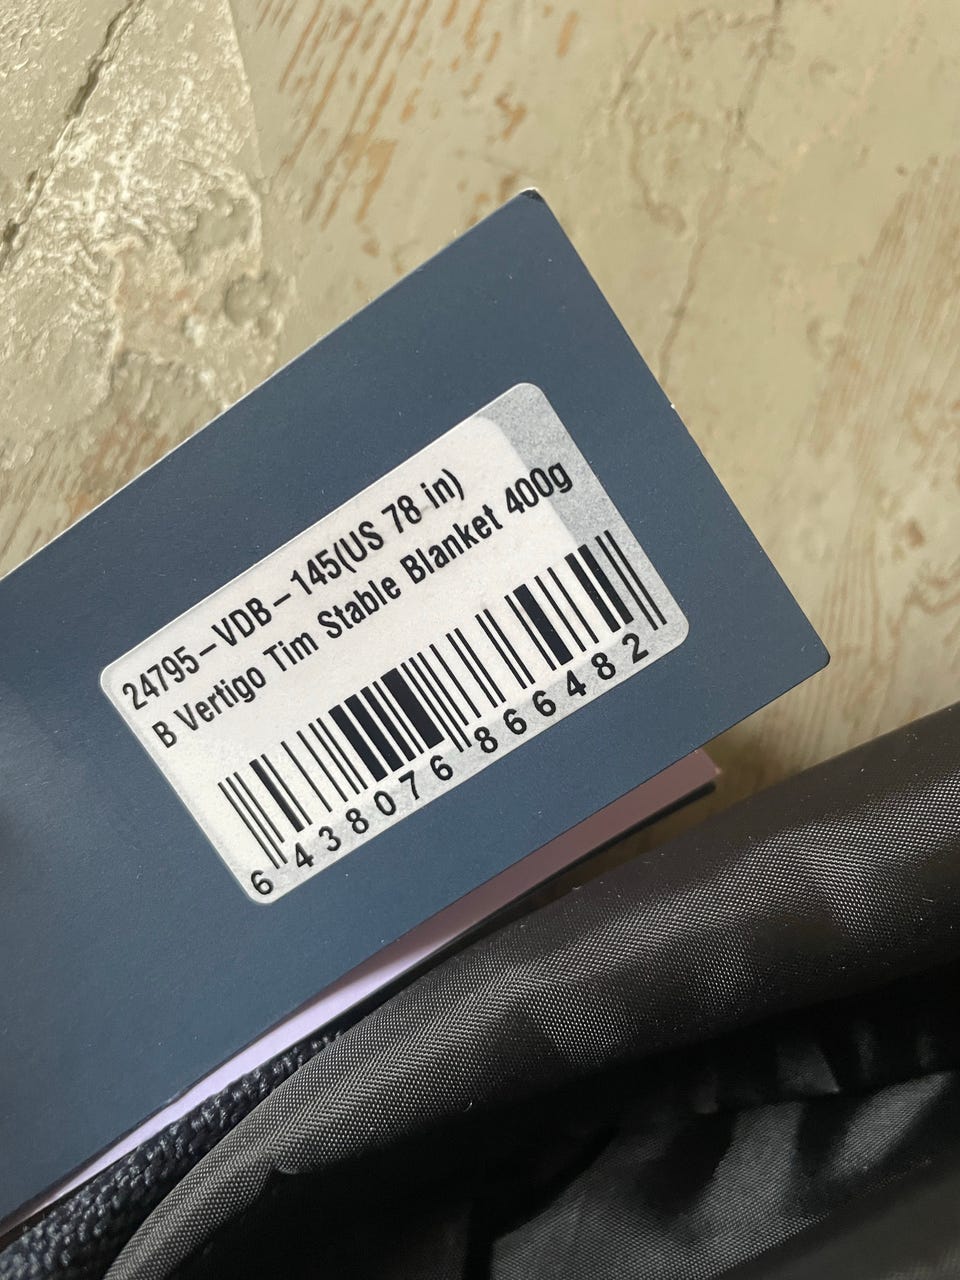 24795-VDB-145(US 78 in)
B Vertigo Tim Stable Blanket 400g
6 438076 866482